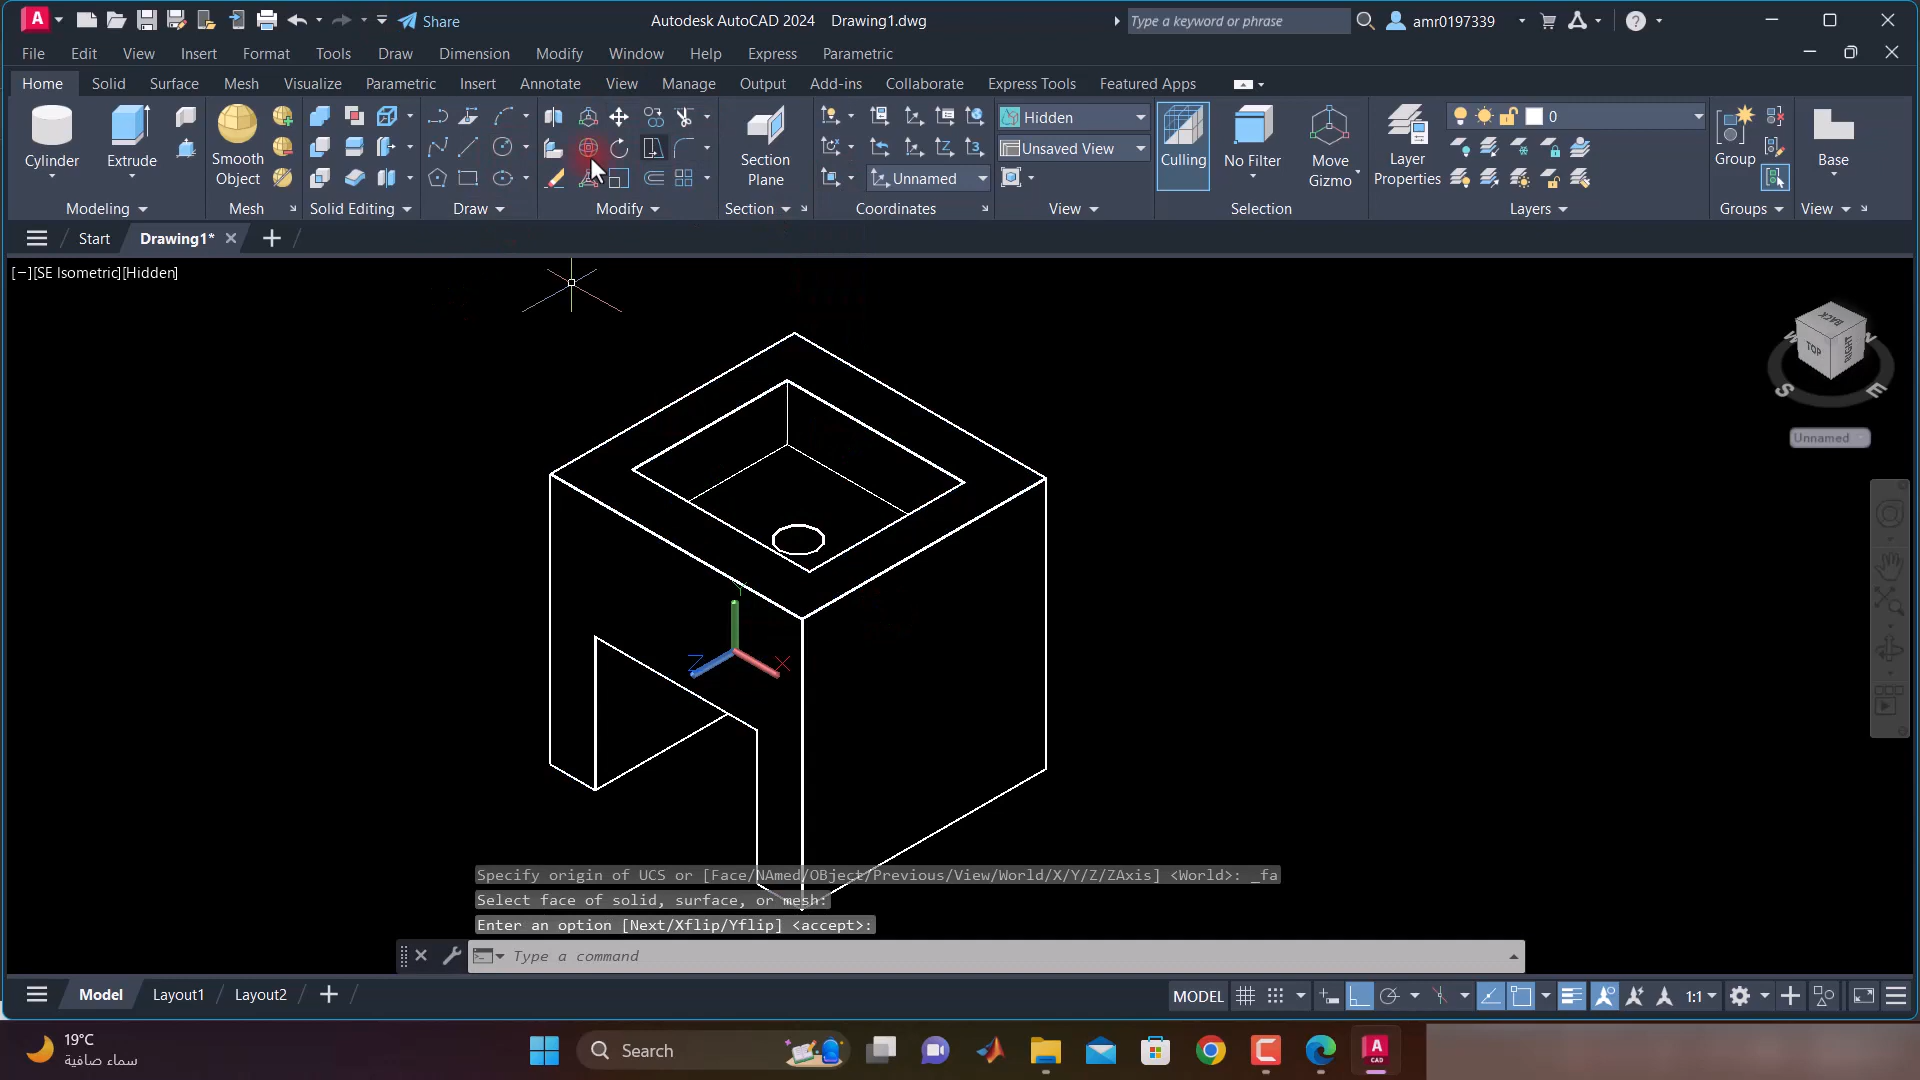 A Share Autodesk AutoCAD 2024 Drawing1.dwg Type a keyword or phrase amr0197339
File Edit View Insert Format Tools Draw Dimension Modify Window Help Express Parametric
Home Solid Surface Mesh Visualize Parametric Insert Annotate View Manage Output Add-ins Collaborate Express Tools Featured Apps
Cylinder Extrude Smooth Object Section Plane Hidden Unsaved View Unnamed Culling No Filter Move Gizmo Layer Properties 0 Group Base
Modeling Mesh Solid Editing Draw Modify Section Coordinates View Selection Layers Groups View
Start Drawing1*
[−][SE Isometric][Hidden]
BACK
W N
TOP RIGHT
S E
Unnamed
Y
Z X
Specify origin of UCS or [Face/NAmed/OBject/Previous/View/World/X/Y/Z/ZAxis] <World>: _fa
Select face of solid, surface, or mesh:
Enter an option [Next/Xflip/Yflip] <accept>:
Type a command
Model Layout1 Layout2 MODEL 1:1
19°C
سماء صافية
Search
A
CAD